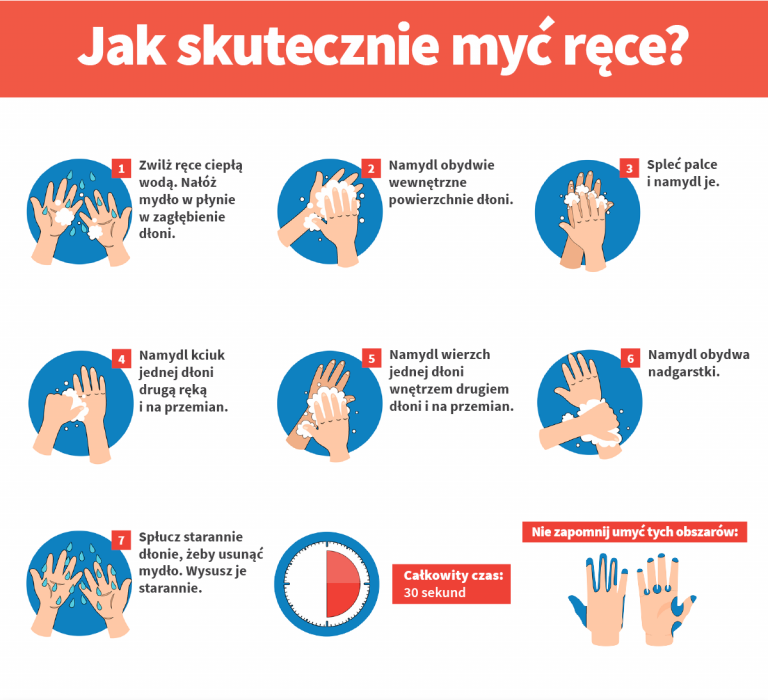 Jak skutecznie myć ręce?
1
Zwilż ręce ciepłą
wodą. Nałóż
mydło w płynie
w zagłębienie
dłoni.
2
Namydl obydwie
wewnętrzne
powierzchnie dłoni.
3
Spleć palce
i namydl je.
4
Namydl kciuk
jednej dłoni
drugą ręką
i na przemian.
5
Namydl wierzch
jednej dłoni
wnętrzem drugiem
dłoni i na przemian.
6
Namydl obydwa
nadgarstki.
7
Spłucz starannie
dłonie, żeby usunąć
mydło. Wysusz je
starannie.
Całkowity czas:
30 sekund
Nie zapomnij umyć tych obszarów: